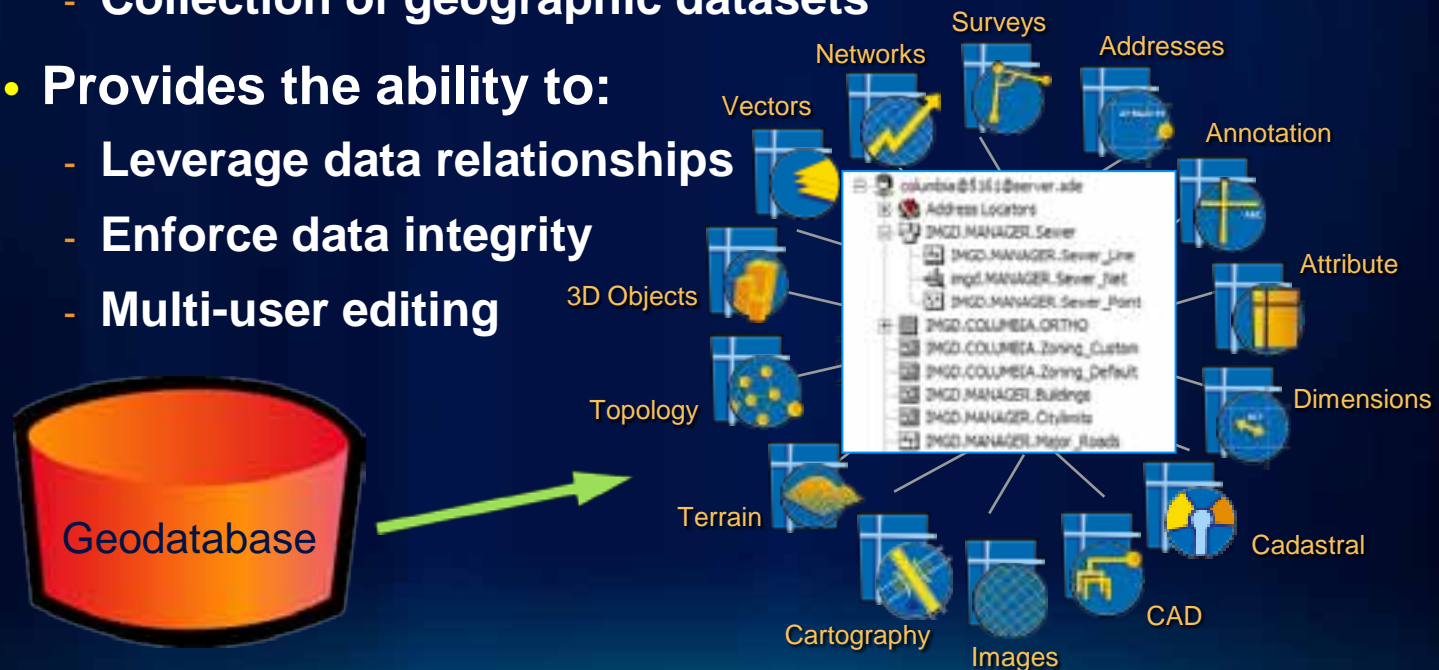 - Collection of geographic datasets
• Provides the ability to:
- Leverage data relationships
- Enforce data integrity
- Multi-user editing
Geodatabase
Surveys
Networks
Addresses
Vectors
Annotation
3D Objects
Attribute
Topology
Dimensions
Terrain
Cadastral
Cartography
CAD
Images
Address Locators
IMGD.MANAGER.Sewer
IMGD.MANAGER.Sewer_Line
imgd.MANAGER.Sewer_Net
IMGD.MANAGER.Sewer_Point
IMGD.COLUMBIA.ORTHO
IMGD.COLUMBIA.Zoning_Custom
IMGD.COLUMBIA.Zoning_Default
IMGD.MANAGER.Buildings
IMGD.MANAGER.Citylimits
IMGD.MANAGER.Major_Roads